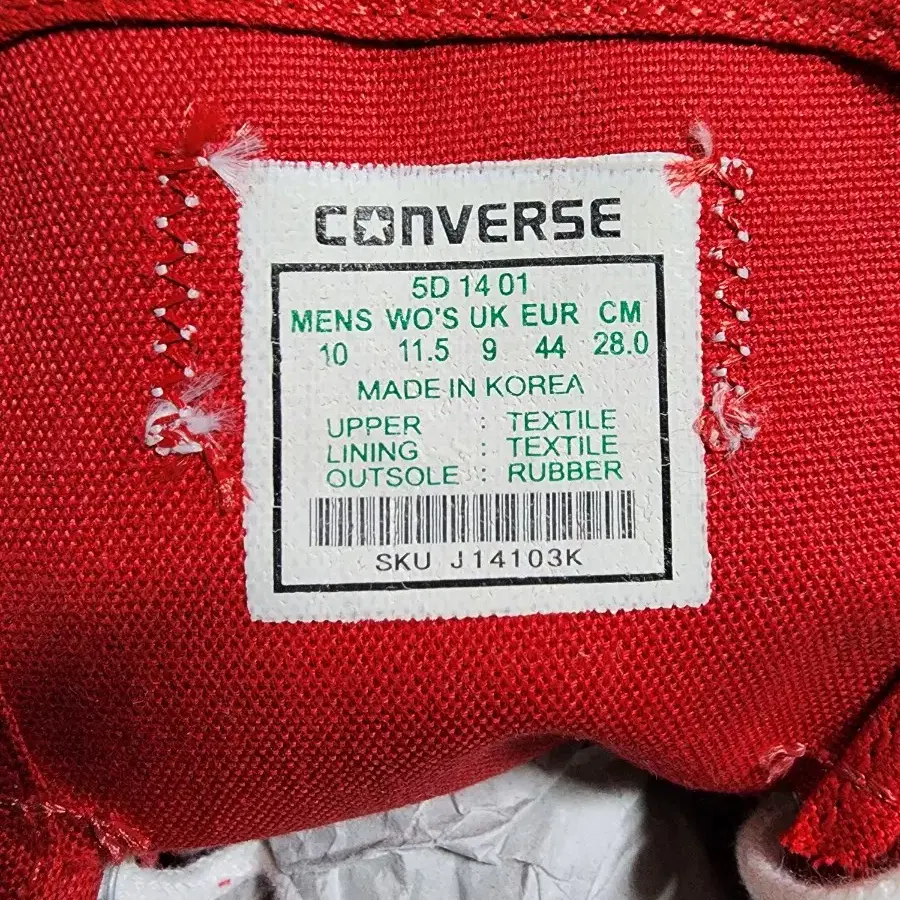 CONVERSE
5D 14 01
MENS WO'S UK EUR CM
10 11.5 9 44 28.0
MADE IN KOREA
UPPER : TEXTILE
LINING : TEXTILE
OUTSOLE : RUBBER
SKU J14103K